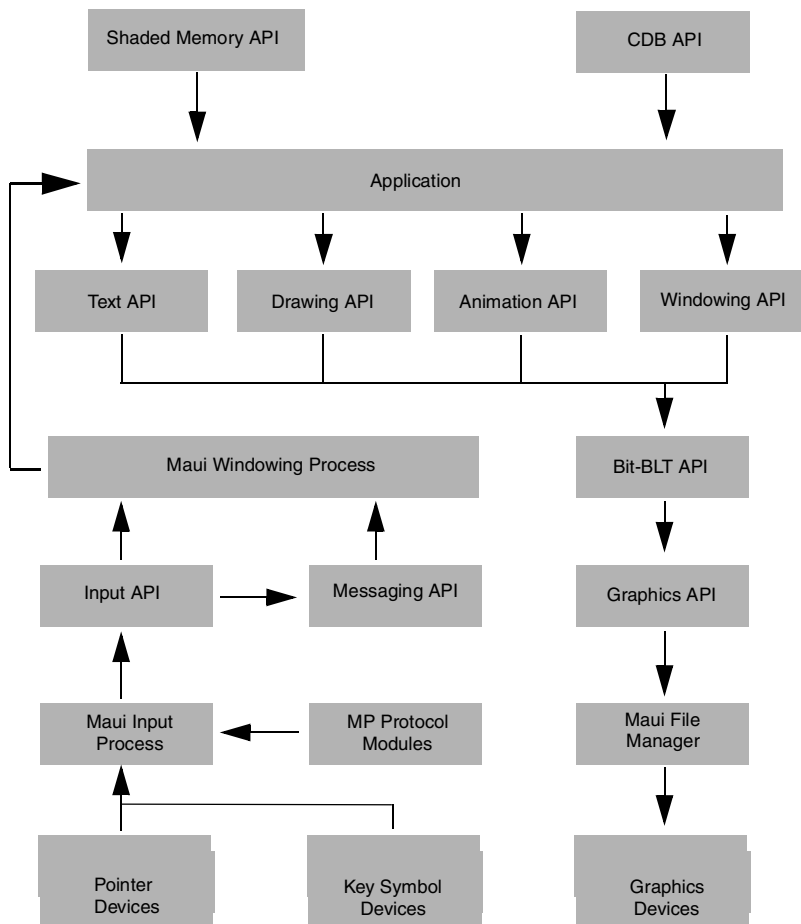 Shaded Memory API
CDB API
Application
Text API
Drawing API
Animation API
Windowing API
Maui Windowing Process
Bit-BLT API
Input API
Messaging API
Graphics API
Maui Input
Process
MP Protocol
Modules
Maui File
Manager
Pointer
Devices
Key Symbol
Devices
Graphics
Devices